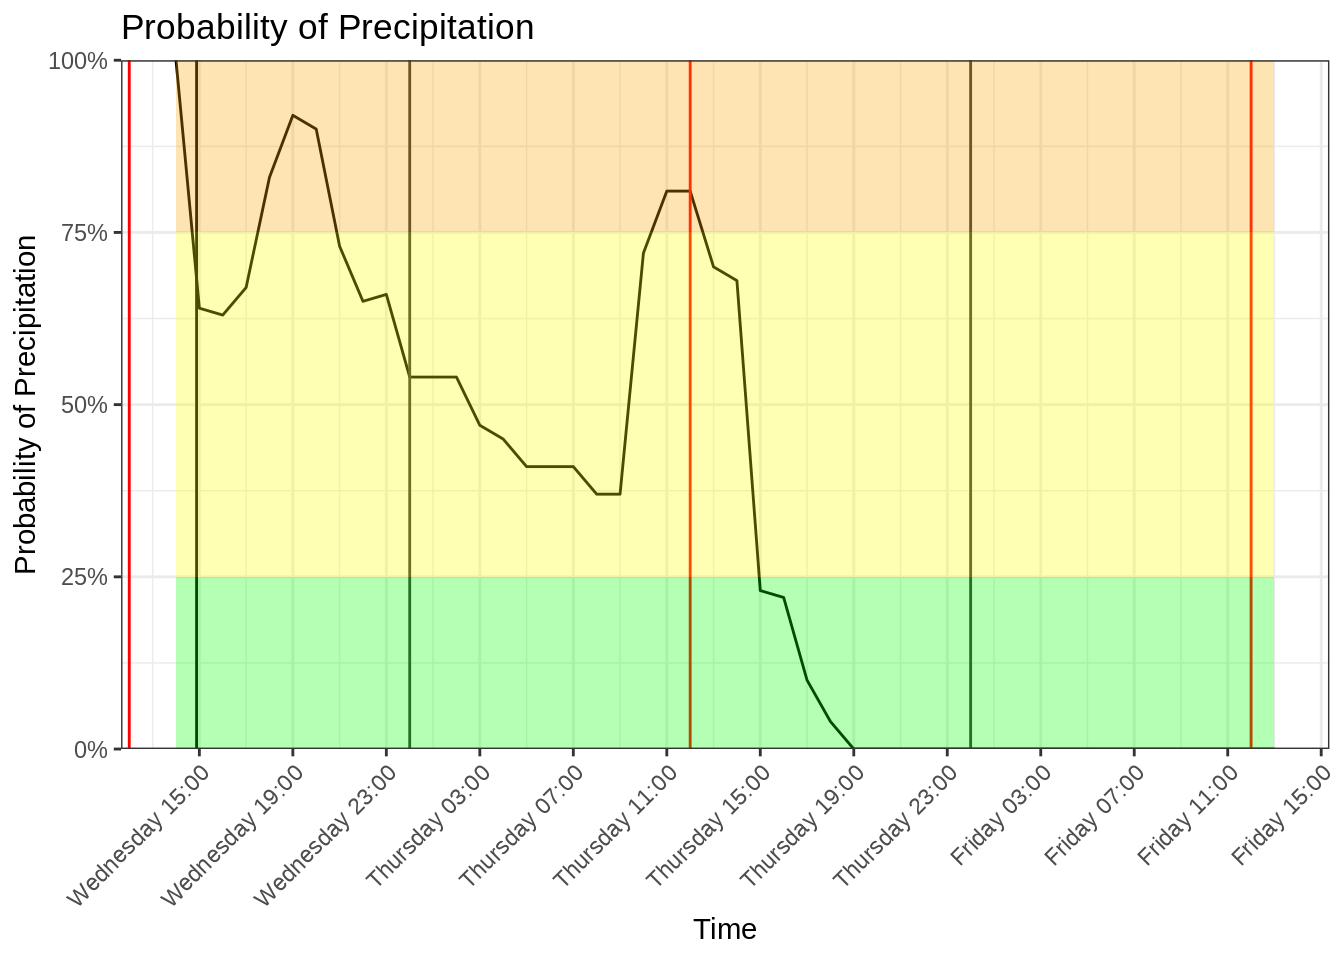 Probability of Precipitation
Probability of Precipitation
100%
75%
50%
25%
0%
Wednesday 15:00
Wednesday 19:00
Wednesday 23:00
Thursday 03:00
Thursday 07:00
Thursday 11:00
Thursday 15:00
Thursday 19:00
Thursday 23:00
Friday 03:00
Friday 07:00
Friday 11:00
Friday 15:00
Time